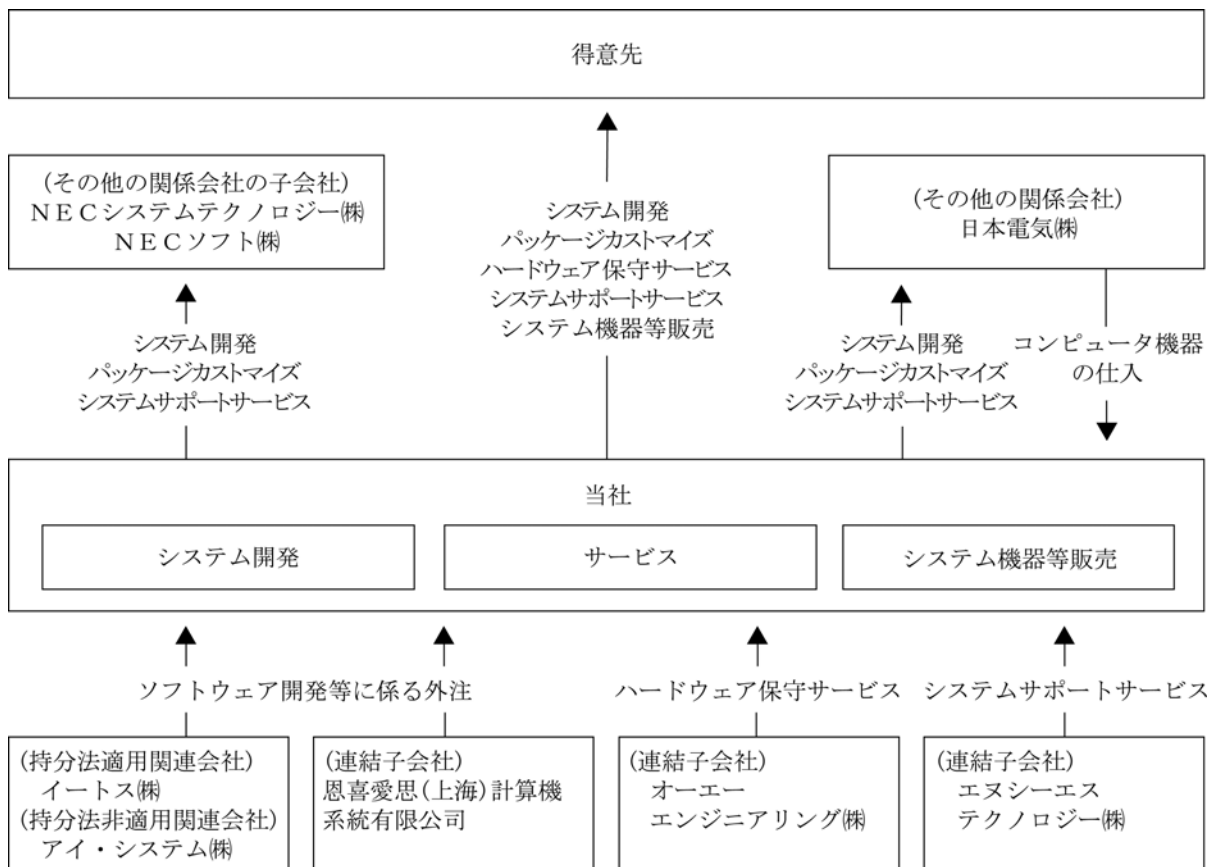 得意先
(その他の関係会社の子会社)
ＮＥＣシステムテクノロジー㈱
ＮＥＣソフト㈱
システム開発
パッケージカストマイズ
ハードウェア保守サービス
システムサポートサービス
システム機器等販売
(その他の関係会社)
日本電気㈱
システム開発
パッケージカストマイズ
システムサポートサービス
システム開発
パッケージカストマイズ
システムサポートサービス
コンピュータ機器
の仕入
当社
システム開発
サービス
システム機器等販売
ソフトウェア開発等に係る外注
ハードウェア保守サービス
システムサポートサービス
(持分法適用関連会社)
イートス㈱
(持分法非適用関連会社)
アイ・システム㈱
(連結子会社)
恩喜愛思(上海)計算機
系統有限公司
(連結子会社)
オーエー
エンジニアリング㈱
(連結子会社)
エヌシーエス
テクノロジー㈱